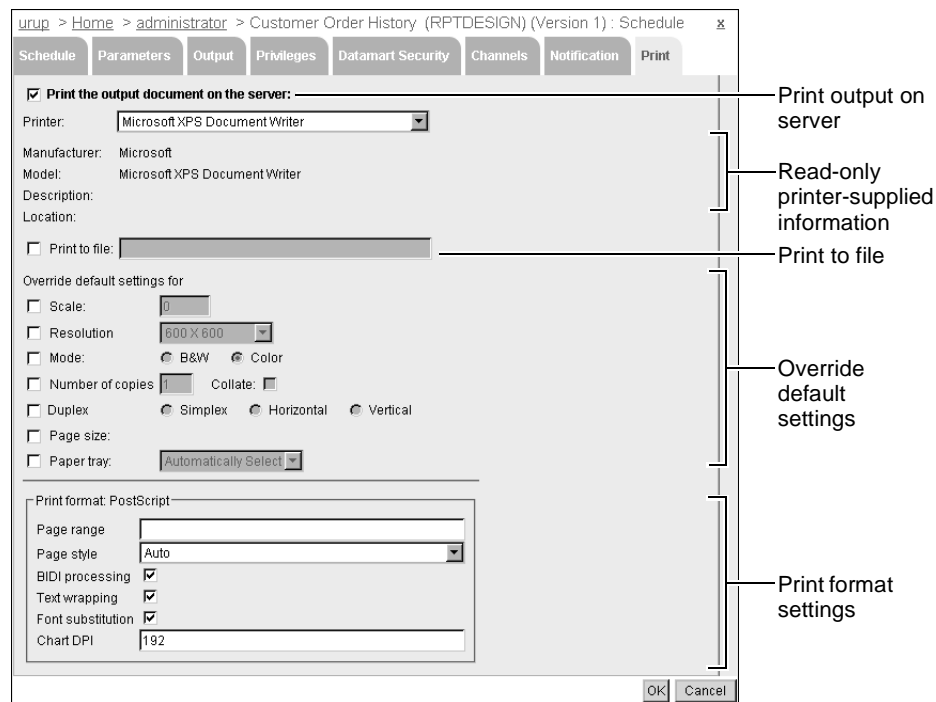 urup > Home > administrator > Customer Order History (RPTDESIGN) (Version 1) : Schedule x
Schedule Parameters Output Privileges Datamart Security Channels Notification Print
Print the output document on the server:
Printer: Microsoft XPS Document Writer
Manufacturer: Microsoft
Model: Microsoft XPS Document Writer
Description:
Location:
Print to file:
Override default settings for
Scale: 0
Resolution 600 X 600
Mode: B&W Color
Number of copies 1 Collate:
Duplex Simplex Horizontal Vertical
Page size:
Paper tray: Automatically Select
Print format: PostScript
Page range
Page style Auto
BIDI processing
Text wrapping
Font substitution
Chart DPI 192
OK Cancel
Print output on
server
Read-only
printer-supplied
information
Print to file
Override
default
settings
Print format
settings